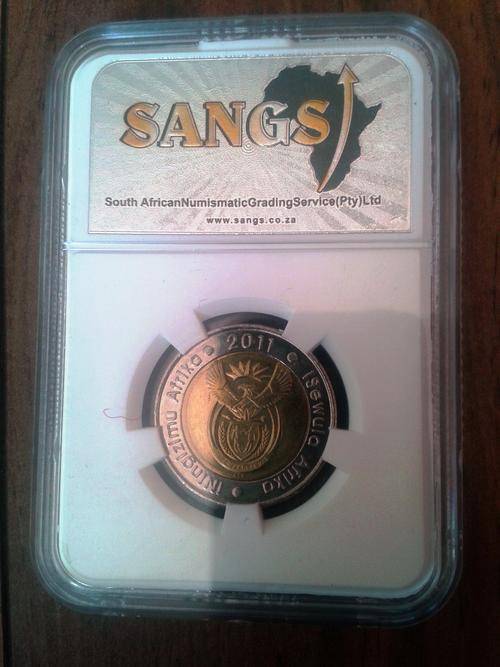 SANGS
South AfricanNumismaticGradingService(Pty)Ltd
www.sangs.co.za
2011
iSewula Afrika
iNingizimu Afrika